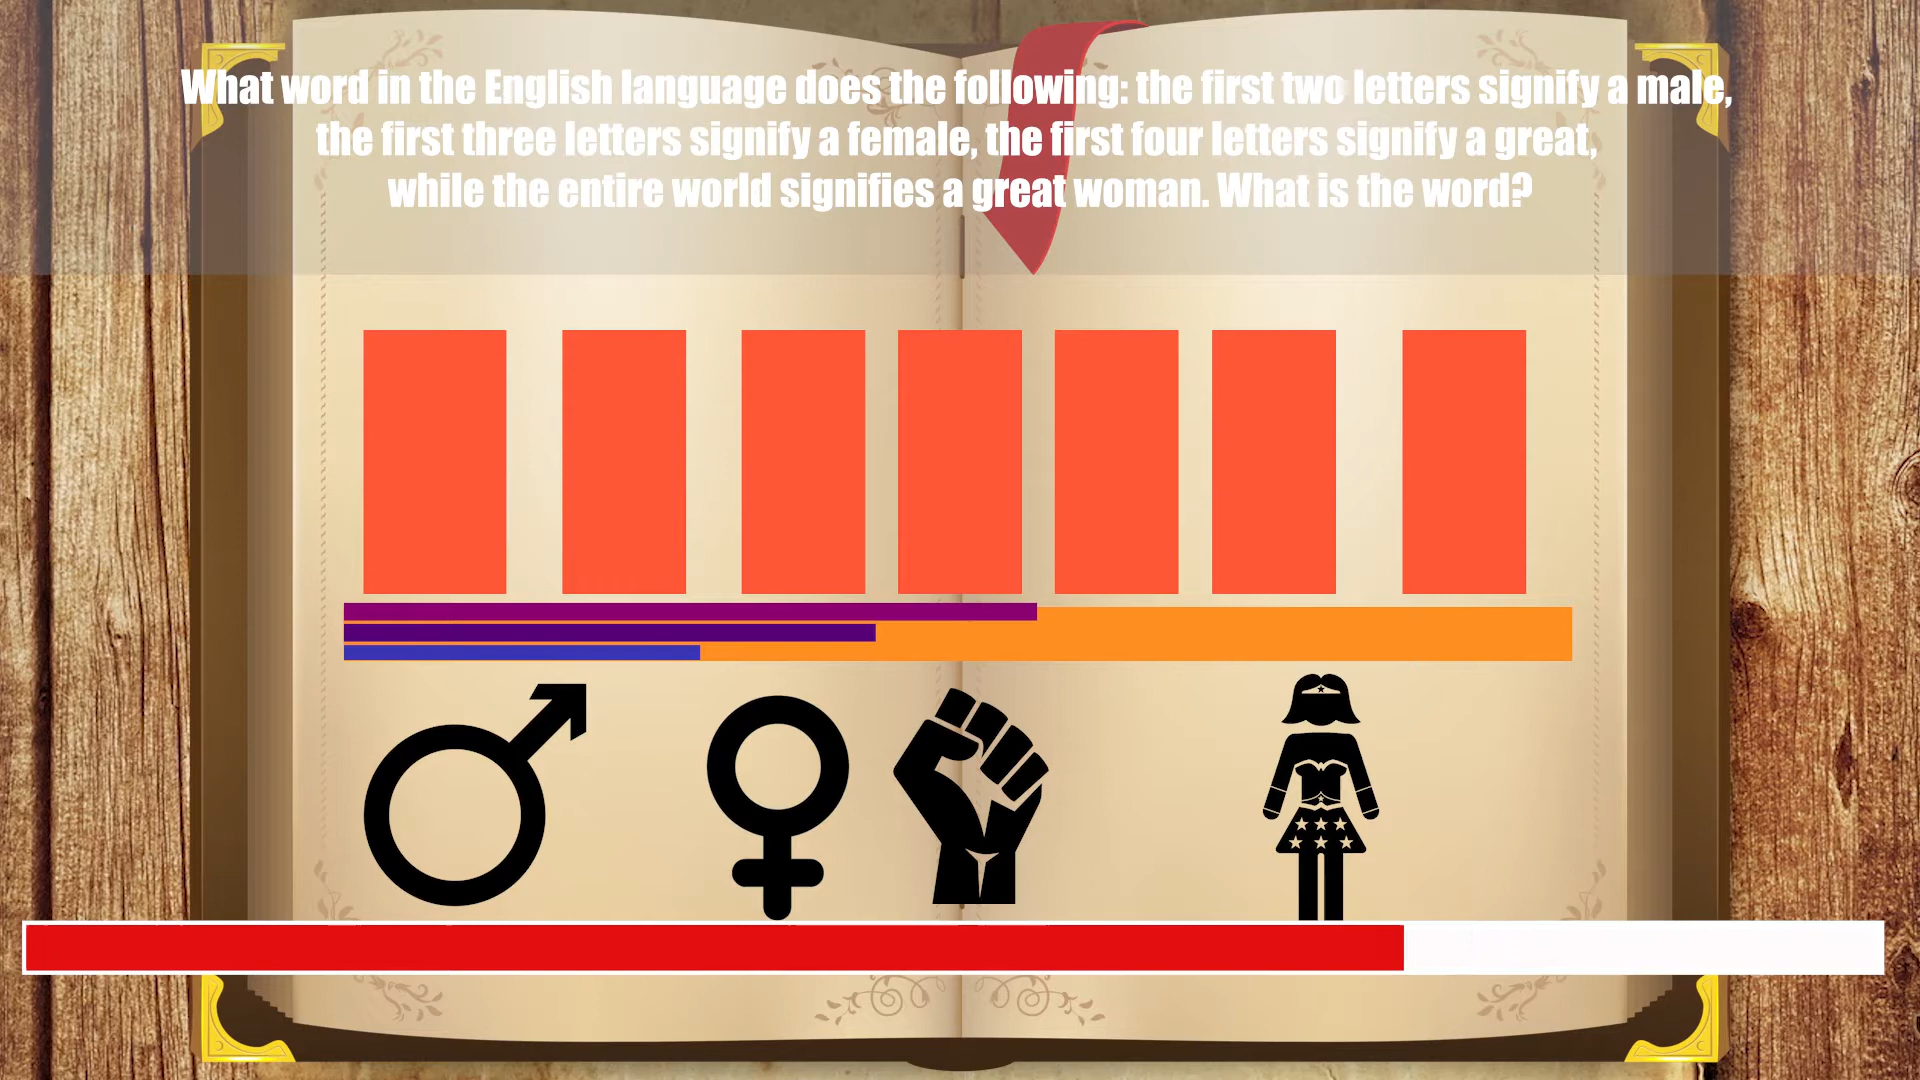 What word in the English language does the following: the first two letters signify a male,
the first three letters signify a female, the first four letters signify a great,
while the entire world signifies a great woman. What is the word?